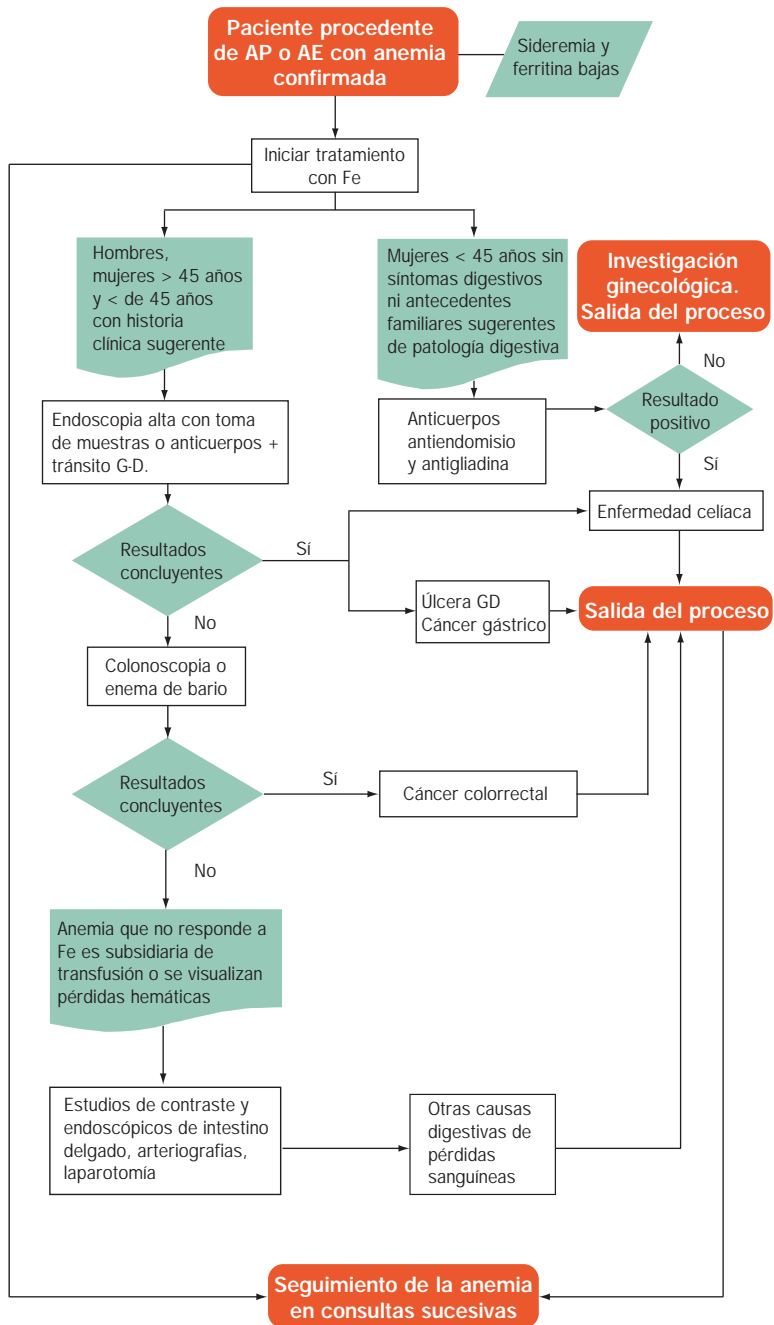 Paciente procedente
de AP o AE con anemia
confirmada
Sideremia y
ferritina bajas
Iniciar tratamiento
con Fe
Hombres,
mujeres > 45 años
y < de 45 años
con historia
clínica sugerente
Mujeres < 45 años sin
síntomas digestivos
ni antecedentes
familiares sugerentes
de patología digestiva
Investigación
ginecológica.
Salida del proceso
No
Resultado
positivo
Sí
Endoscopia alta con toma
de muestras o anticuerpos +
tránsito G-D.
Anticuerpos
antiendomisio
y antigliadina
Enfermedad celíaca
Resultados
concluyentes
Sí
No
Úlcera GD
Cáncer gástrico
Salida del proceso
Colonoscopia o
enema de bario
Resultados
concluyentes
Sí
Cáncer colorrectal
No
Anemia que no responde a
Fe es subsidiaria de
transfusión o se visualizan
pérdidas hemáticas
Estudios de contraste y
endoscópicos de intestino
delgado, arteriografias,
laparotomía
Otras causas
digestivas de
pérdidas
sanguíneas
Seguimiento de la anemia
en consultas sucesivas